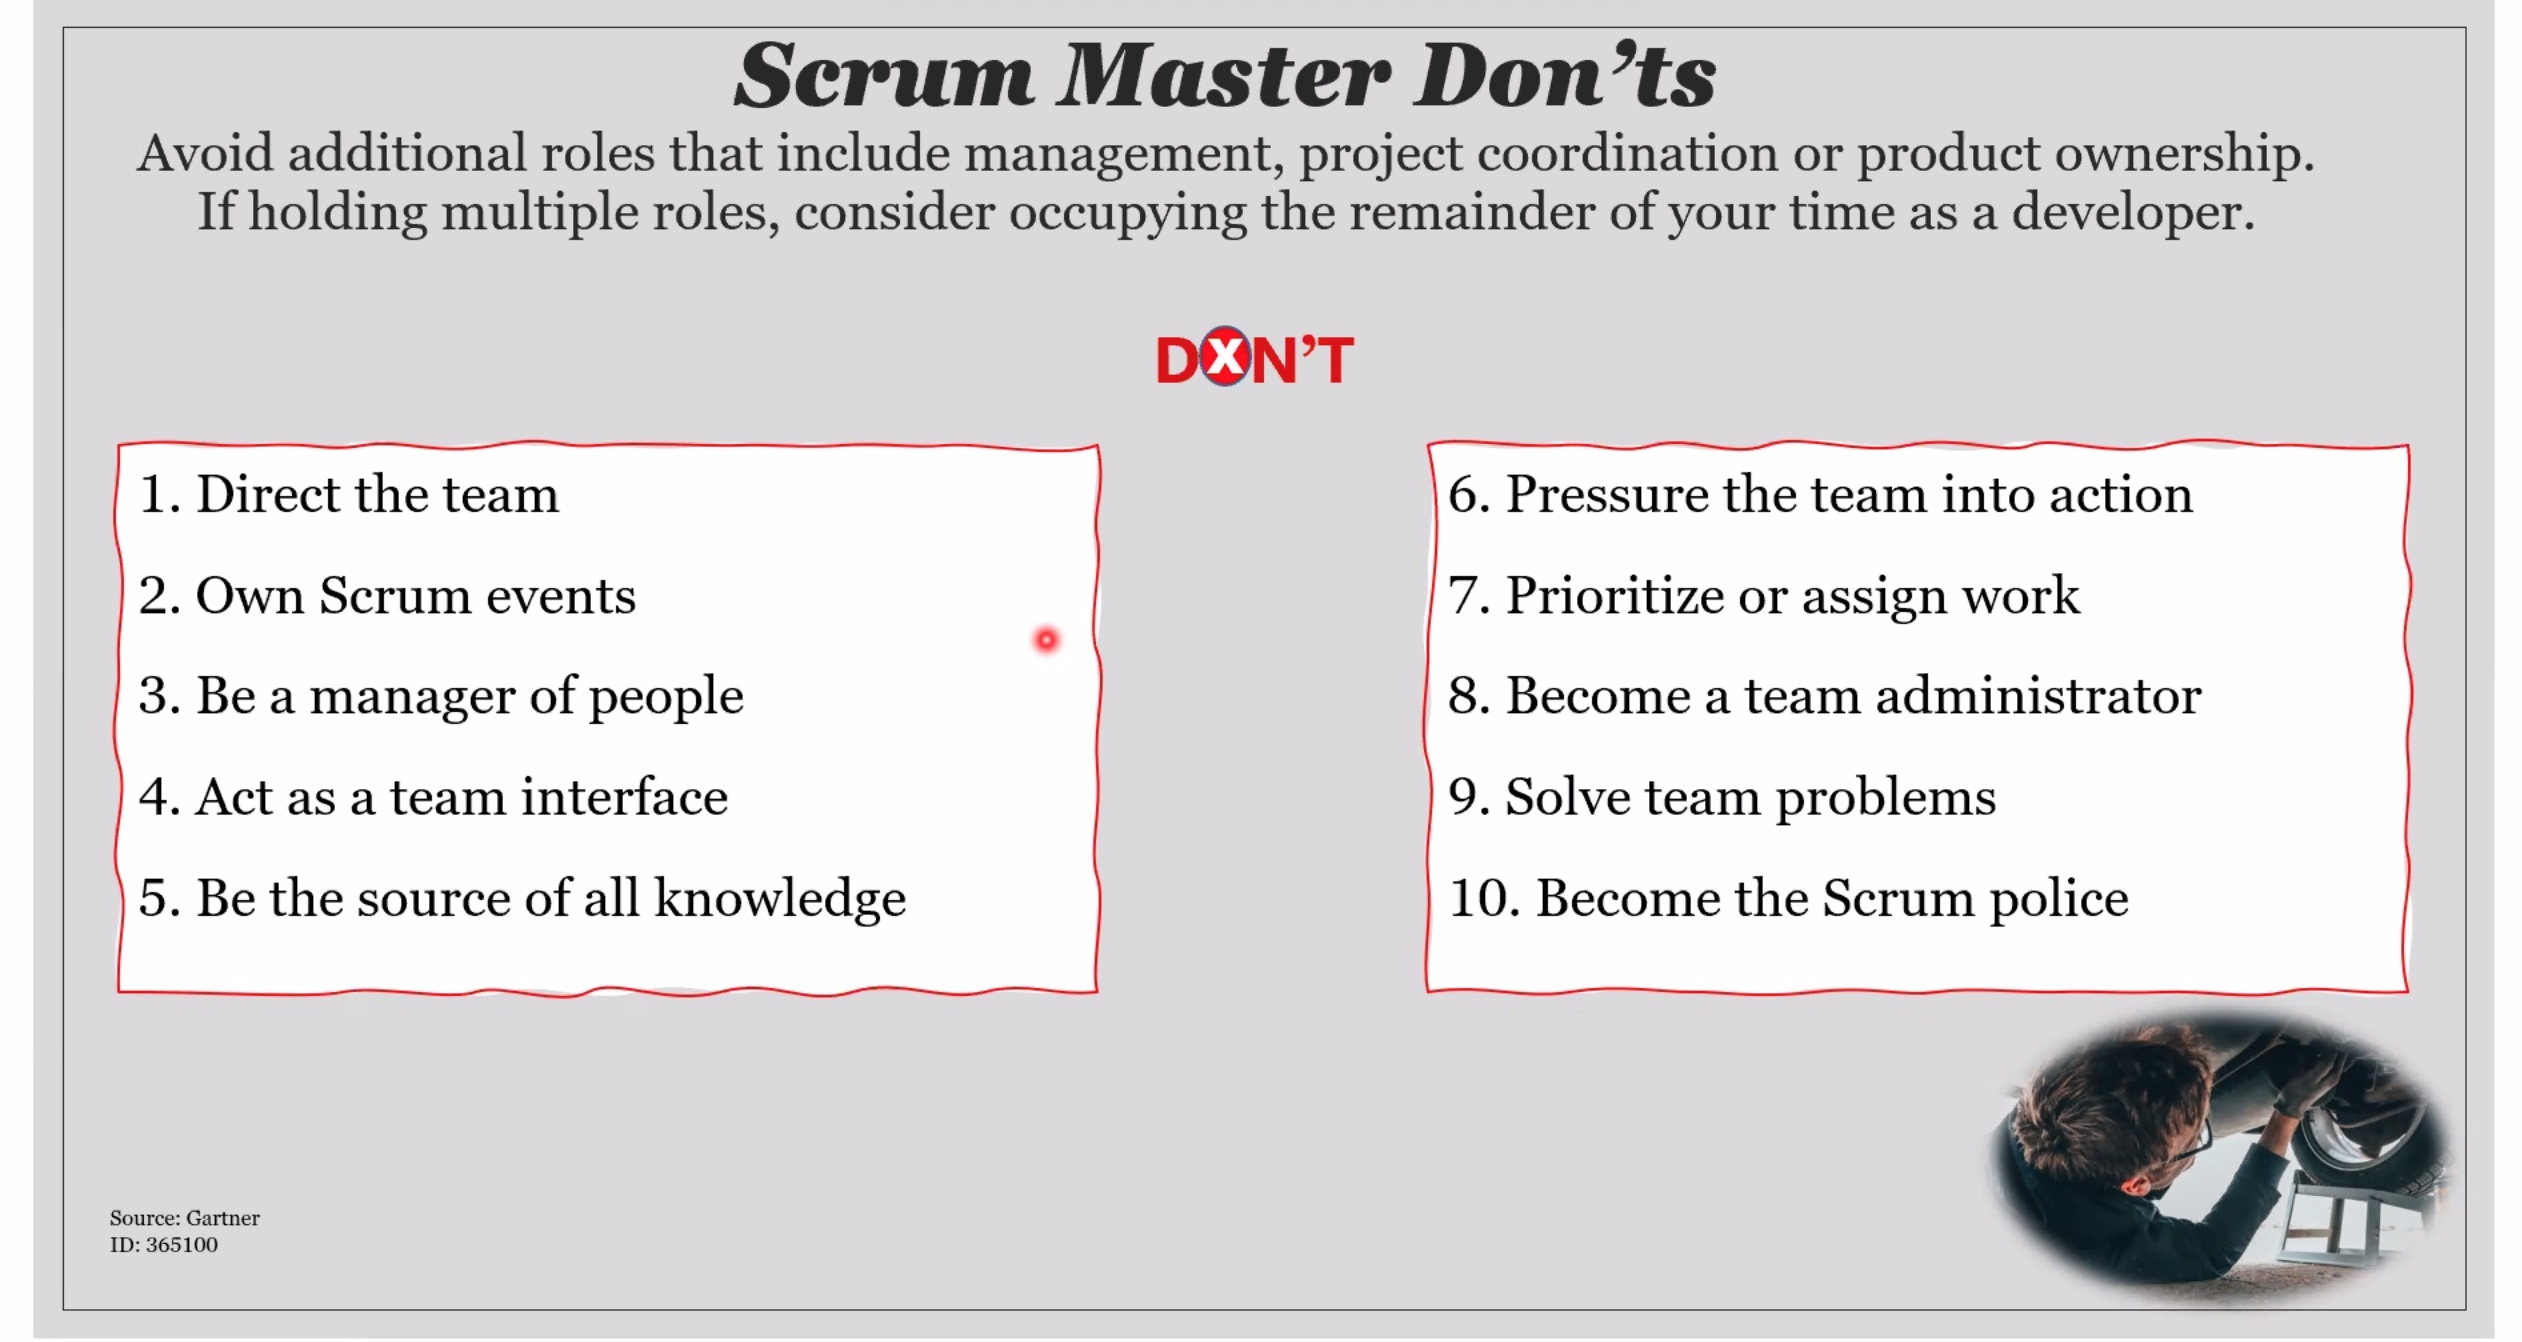 Scrum Master Don’ts
Avoid additional roles that include management, project coordination or product ownership.
If holding multiple roles, consider occupying the remainder of your time as a developer.
DXN’T
1. Direct the team
2. Own Scrum events
3. Be a manager of people
4. Act as a team interface
5. Be the source of all knowledge
6. Pressure the team into action
7. Prioritize or assign work
8. Become a team administrator
9. Solve team problems
10. Become the Scrum police
Source: Gartner
ID: 365100